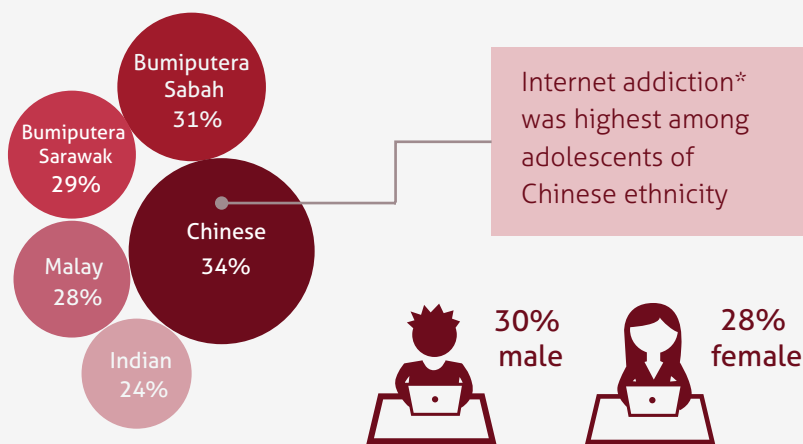 Bumiputera
Sabah
31%
Bumiputera
Sarawak
29%
Chinese
34%
Malay
28%
Indian
24%
Internet addiction*
was highest among
adolescents of
Chinese ethnicity
30%
male
28%
female